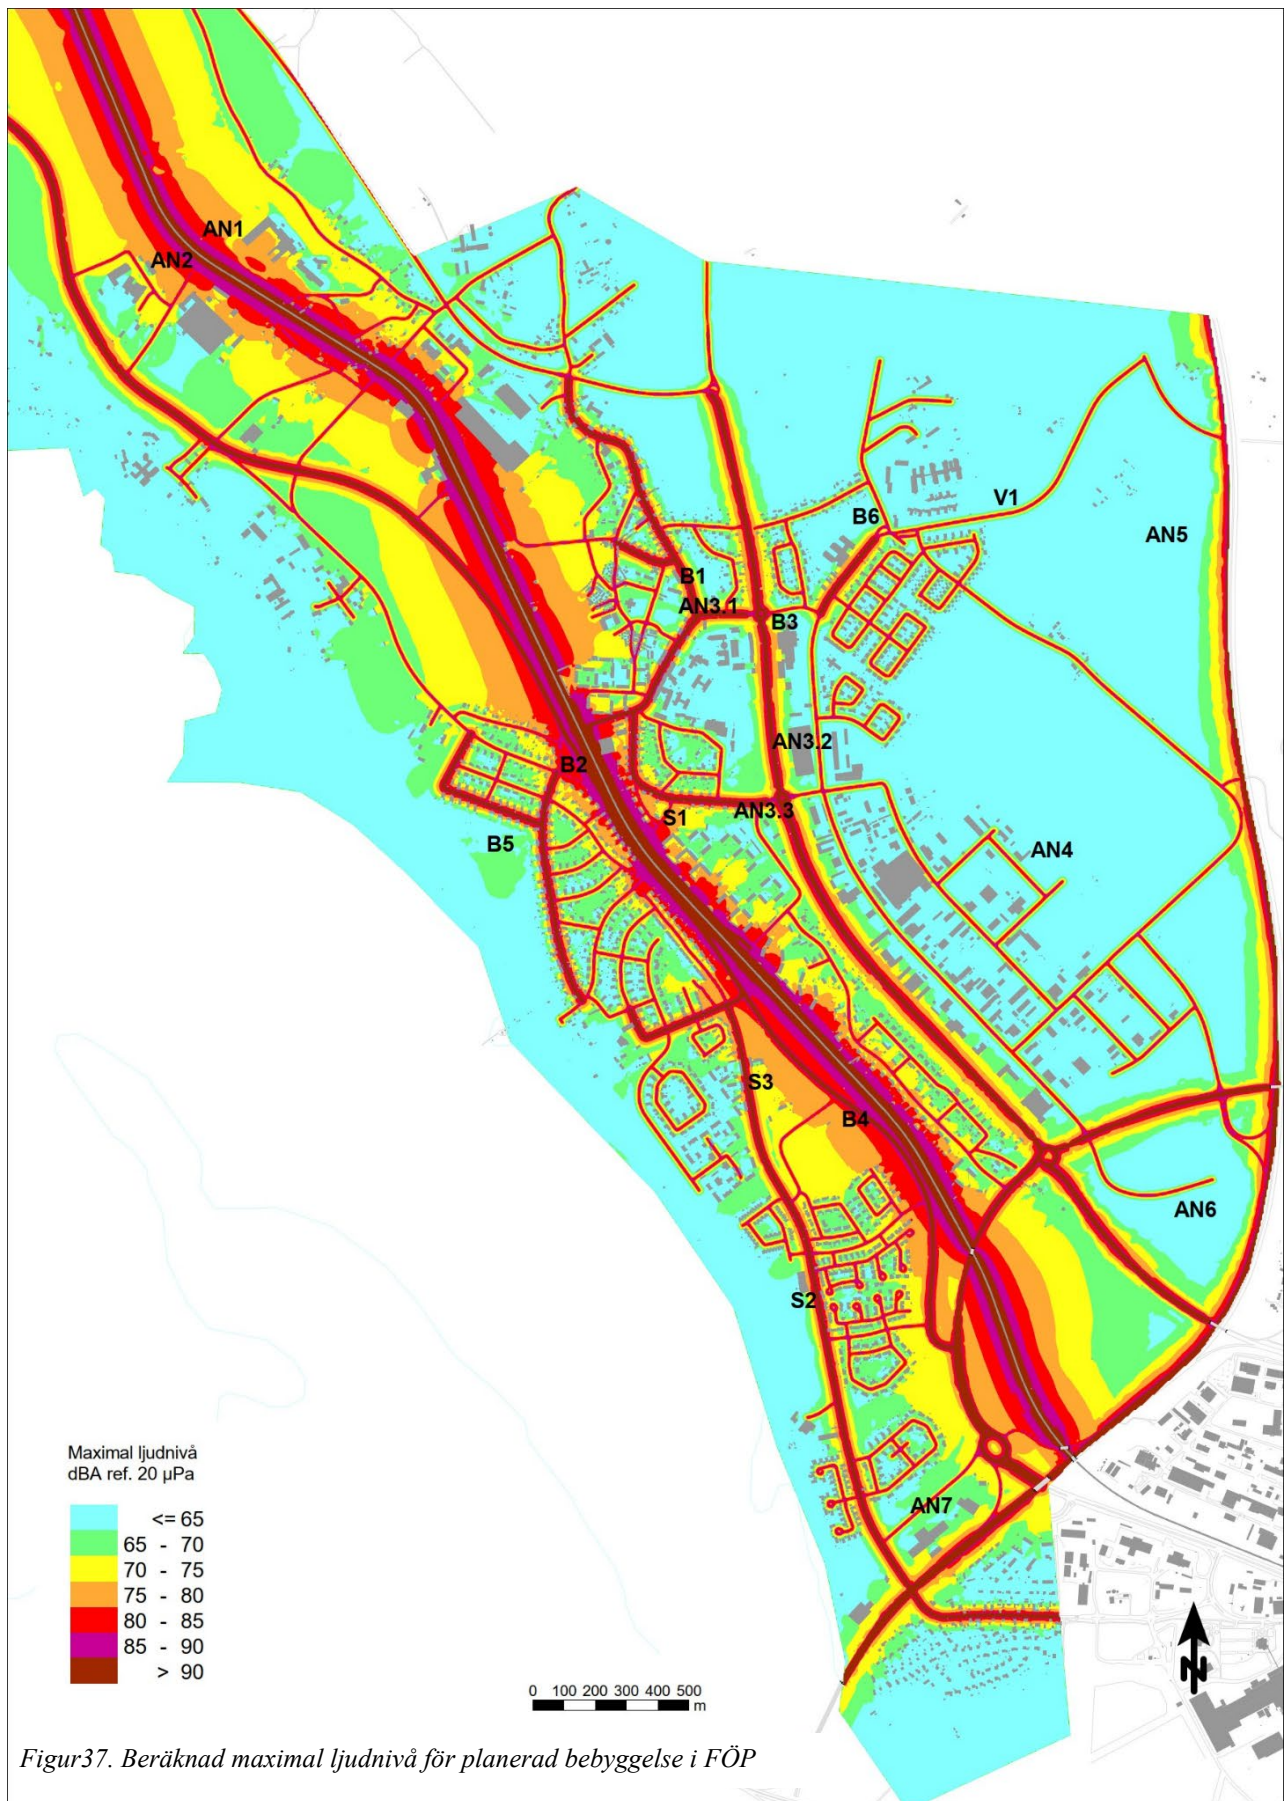 AN1
AN2
V1
B6
AN5
B1
AN3.1
B3
AN3.2
B2
AN3.3
S1
B5
AN4
S3
B4
AN6
S2
AN7
Maximal ljudnivå
dBA ref. 20 µPa
<= 65
65 - 70
70 - 75
75 - 80
80 - 85
85 - 90
> 90
0 100 200 300 400 500
m
N
Figur37. Beräknad maximal ljudnivå för planerad bebyggelse i FÖP